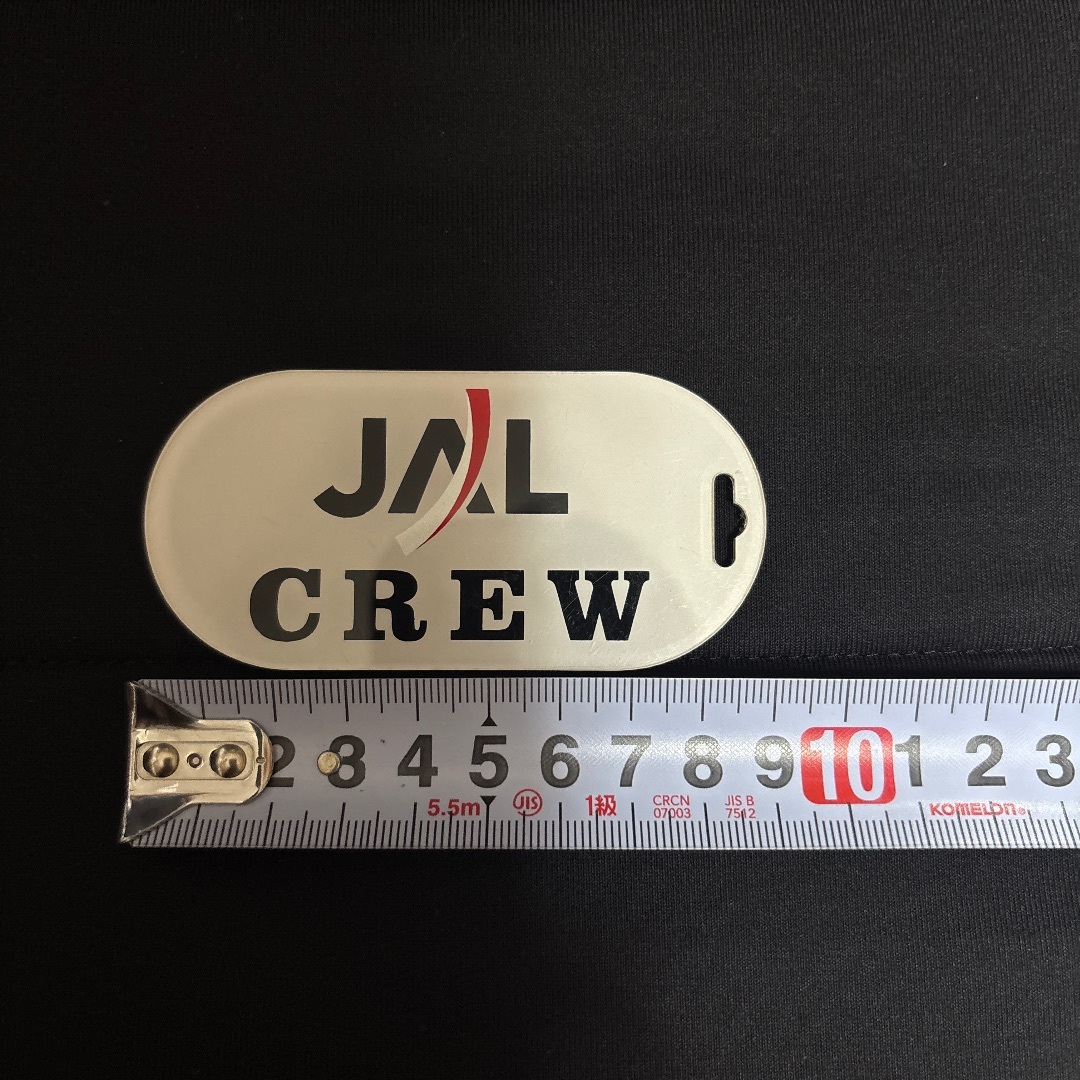 JAL
CREW
2 3 4 5 6 7 8 9 10 1 2 3
5.5m JIS 1級 CRCN 07003 JIS B 7512 KOMELON®